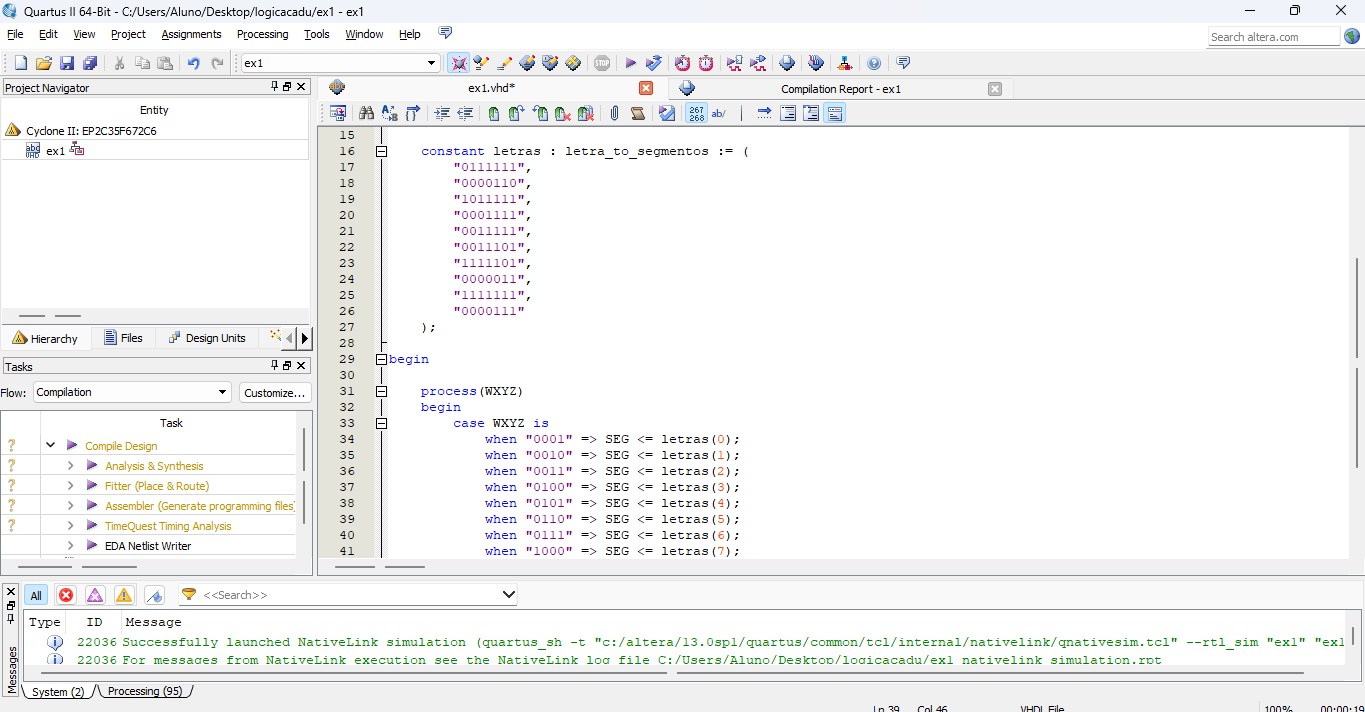 Quartus II 64-Bit - C:/Users/Aluno/Desktop/logicacadu/ex1 - ex1
File Edit View Project Assignments Processing Tools Window Help
Search altera.com
ex1
STOP
Project Navigator
Entity
Cyclone II: EP2C35F672C6
abc VHD ex1
Hierarchy Files Design Units
Tasks
Flow: Compilation Customize...
Task
? Compile Design
? Analysis & Synthesis
? Fitter (Place & Route)
? Assembler (Generate programming files)
? TimeQuest Timing Analysis
EDA Netlist Writer
ex1.vhd* Compilation Report - ex1
267 268 ab/
15
16 constant letras : letra_to_segmentos := (
17 "0111111",
18 "0000110",
19 "1011111",
20 "0001111",
21 "0011111",
22 "0011101",
23 "1111101",
24 "0000011",
25 "1111111",
26 "0000111"
27 );
28
29 begin
30
31 process(WXYZ)
32 begin
33 case WXYZ is
34 when "0001" => SEG <= letras(0);
35 when "0010" => SEG <= letras(1);
36 when "0011" => SEG <= letras(2);
37 when "0100" => SEG <= letras(3);
38 when "0101" => SEG <= letras(4);
39 when "0110" => SEG <= letras(5);
40 when "0111" => SEG <= letras(6);
41 when "1000" => SEG <= letras(7);
All <<Search>>
Type ID Message
22036 Successfully launched NativeLink simulation (quartus_sh -t "c:/altera/13.0sp1/quartus/common/tcl/internal/nativelink/qnativesim.tcl" --rtl_sim "ex1" "ex1
22036 For messages from NativeLink execution see the NativeLink log file C:/Users/Aluno/Desktop/logicacadu/ex1_nativelink_simulation.rpt
Messages
System (2) Processing (95)
Ln 39 Col 46 VHDL File 100% 00:00:19